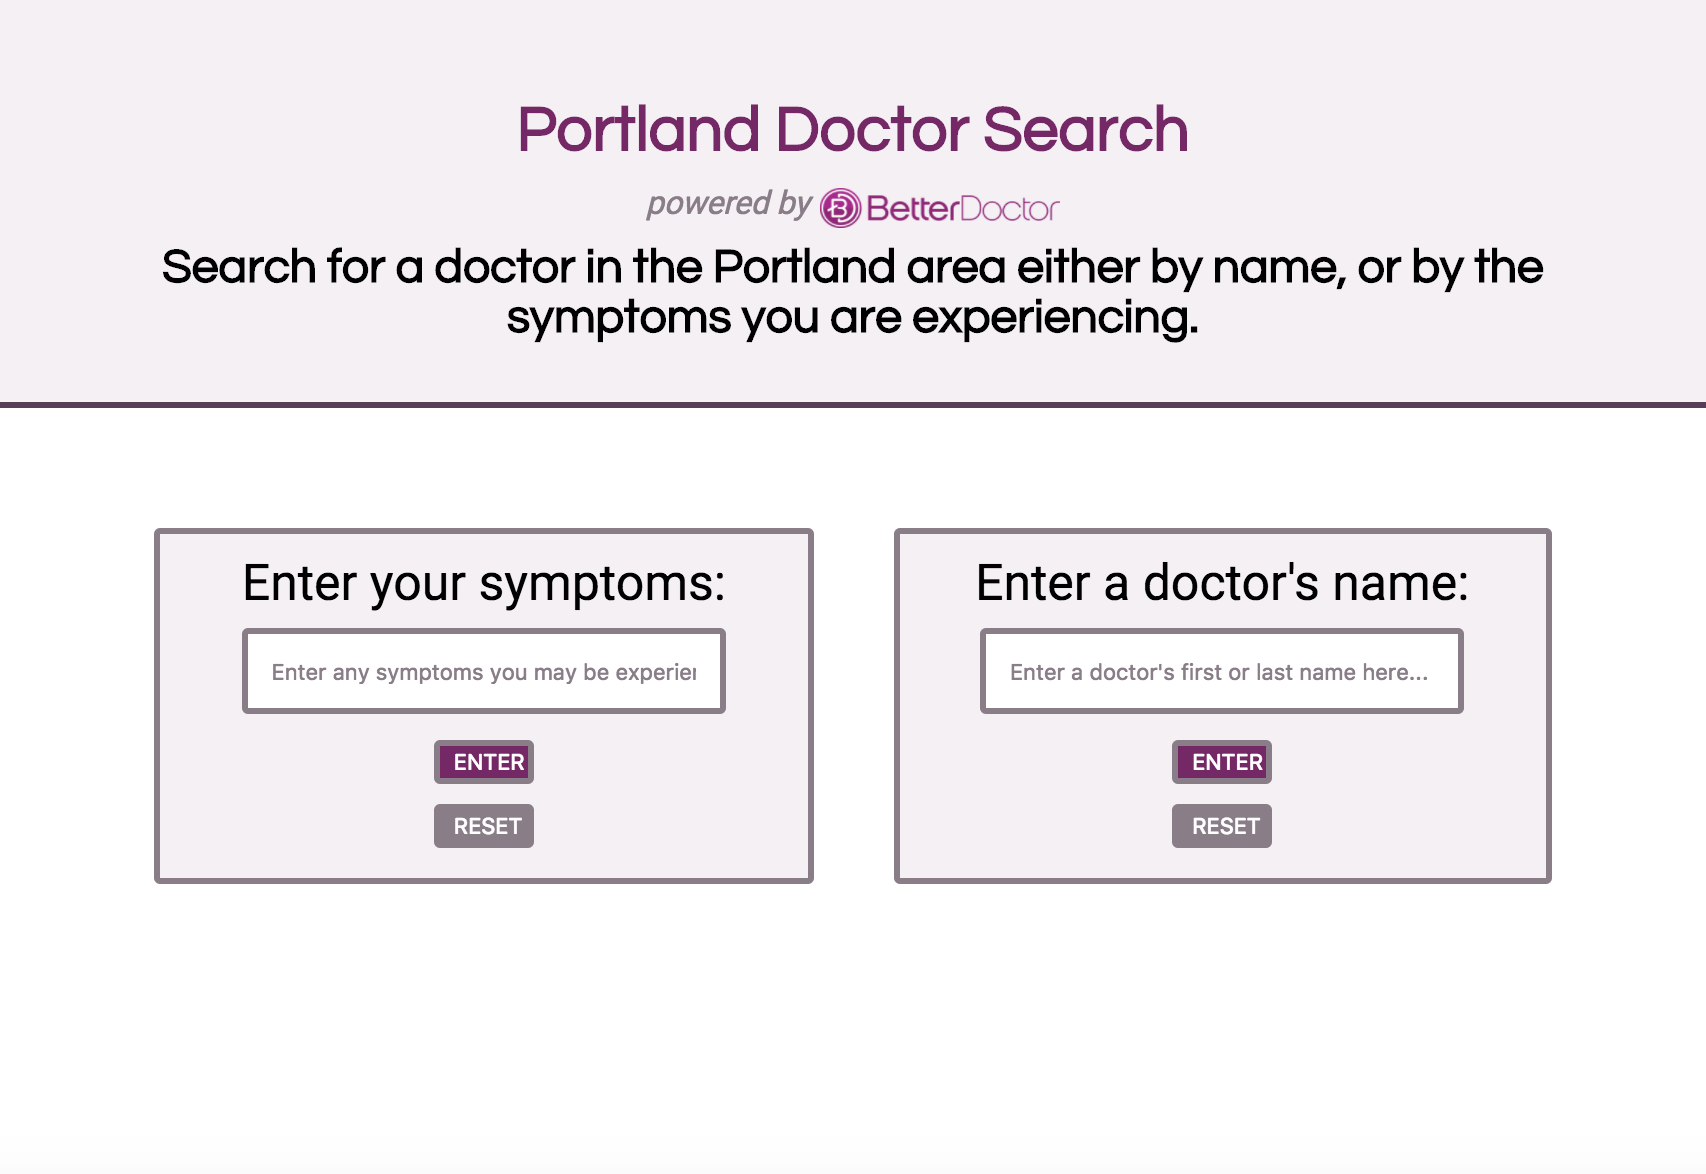 Portland Doctor Search
powered by BetterDoctor
Search for a doctor in the Portland area either by name, or by the
symptoms you are experiencing.
Enter your symptoms:
Enter any symptoms you may be experien
ENTER
RESET
Enter a doctor's name:
Enter a doctor's first or last name here...
ENTER
RESET